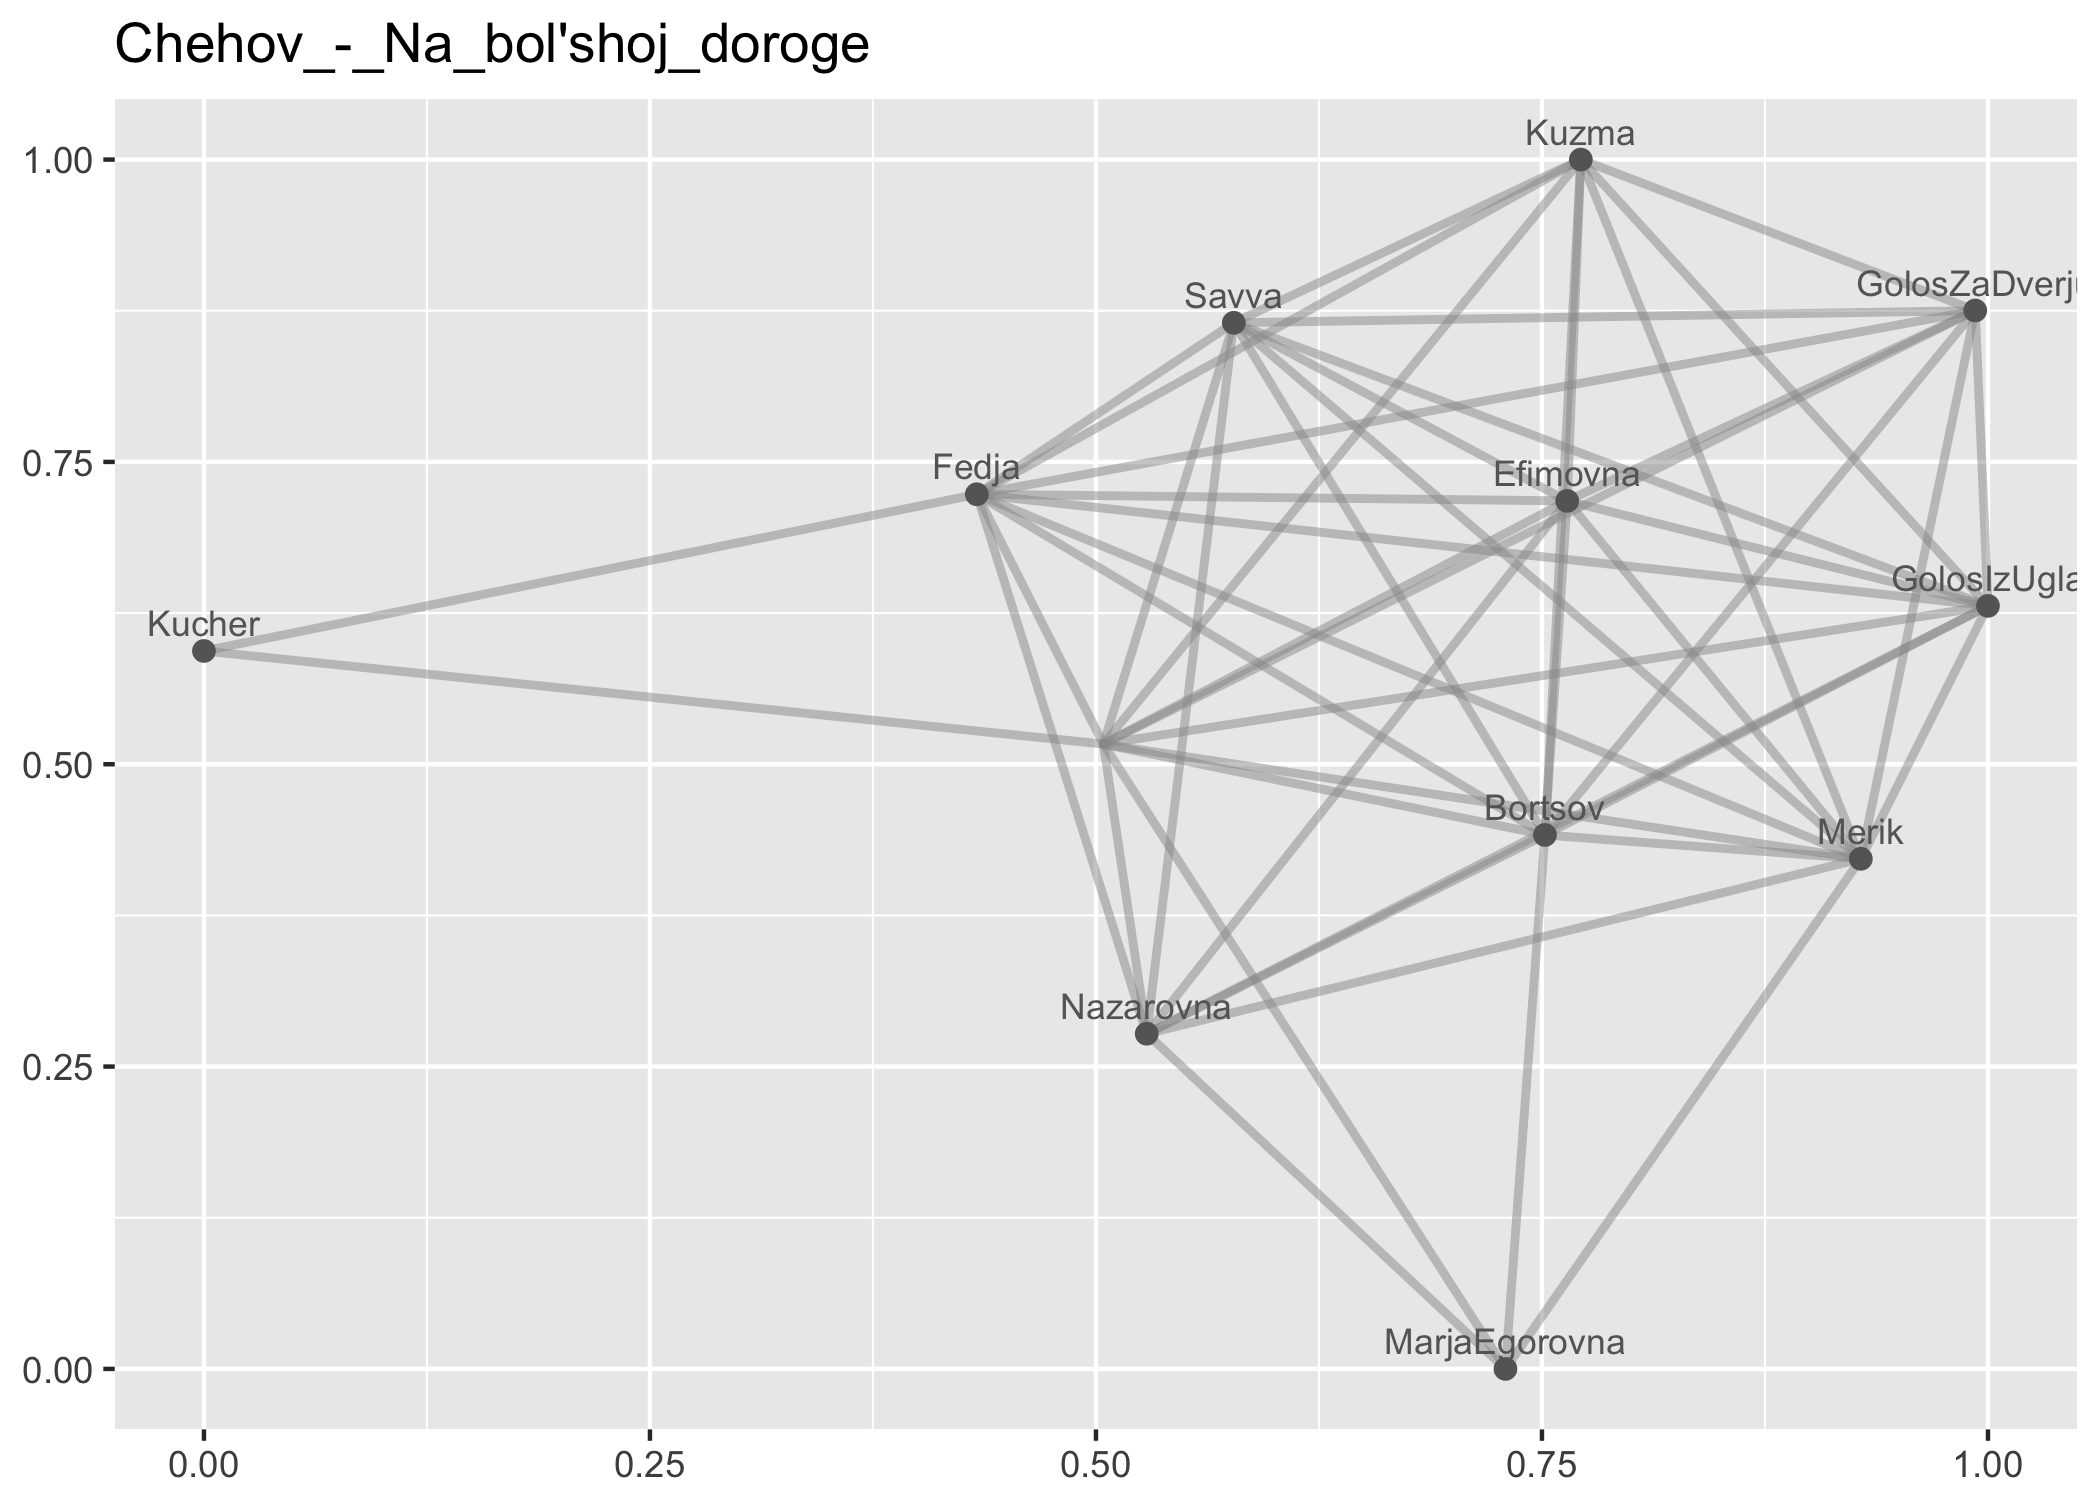 Chehov_-_Na_bol'shoj_doroge
Kuzma
1.00
GolosZaDverj
Savva
Fedja
Efimovna
0.75
GolosIzUgla
Kucher
0.50
Bortsov
Merik
Nazarovna
0.25
MarjaEgorovna
0.00
0.00 0.25 0.50 0.75 1.00